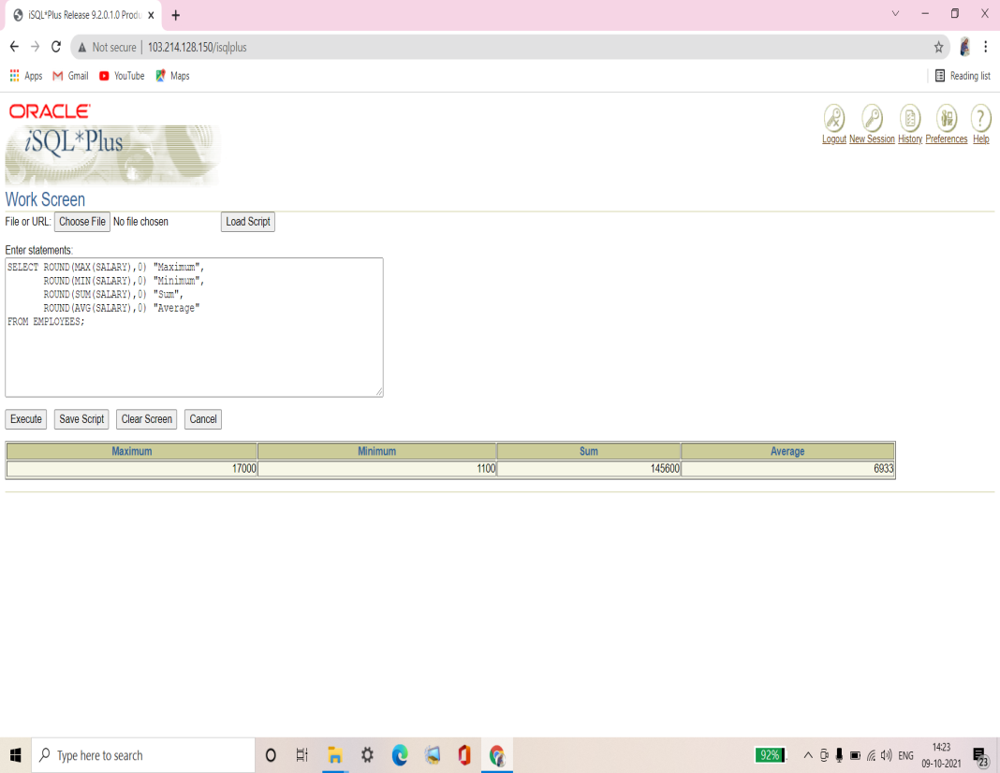 iSQL*Plus Release 9.2.0.1.0 Produ
Not secure | 103.214.128.150/isqlplus
Apps Gmail YouTube Maps Reading list
ORACLE
iSQL*Plus
Logout New Session History Preferences Help
Work Screen
File or URL: Choose File No file chosen Load Script
Enter statements:
SELECT ROUND(MAX(SALARY),0) "Maximum",
ROUND(MIN(SALARY),0) "Minimum",
ROUND(SUM(SALARY),0) "Sum",
ROUND(AVG(SALARY),0) "Average"
FROM EMPLOYEES;
Execute Save Script Clear Screen Cancel
Maximum Minimum Sum Average
17000 1100 145600 6933
Type here to search 92% ENG 14:23
09-10-2021 23